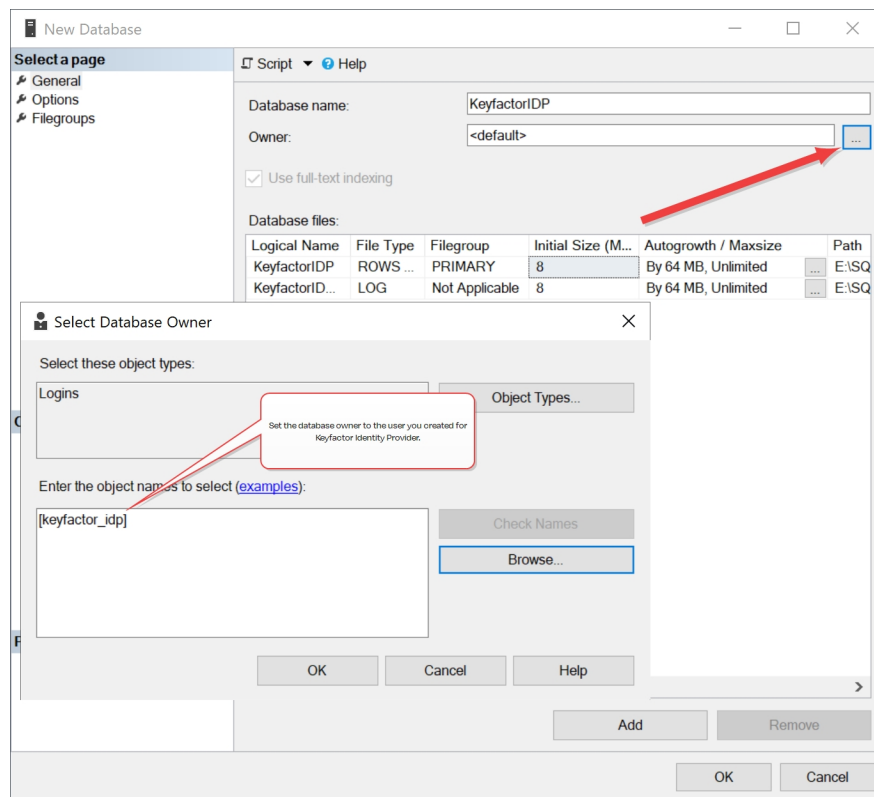 New Database
Select a page
General
Options
Filegroups
Script Help
Database name: KeyfactorIDP
Owner: <default> ...
Use full-text indexing
Database files:
Logical Name File Type Filegroup Initial Size (M... Autogrowth / Maxsize Path
KeyfactorIDP ROWS ... PRIMARY 8 By 64 MB, Unlimited ... E:\SQ
KeyfactorID... LOG Not Applicable 8 By 64 MB, Unlimited ... E:\SQ
Select Database Owner
Select these object types:
Logins
Object Types...
Set the database owner to the user you created for
Keyfactor Identity Provider.
Enter the object names to select (examples):
[keyfactor_idp]
Check Names
Browse...
OK Cancel Help
Add Remove
OK Cancel